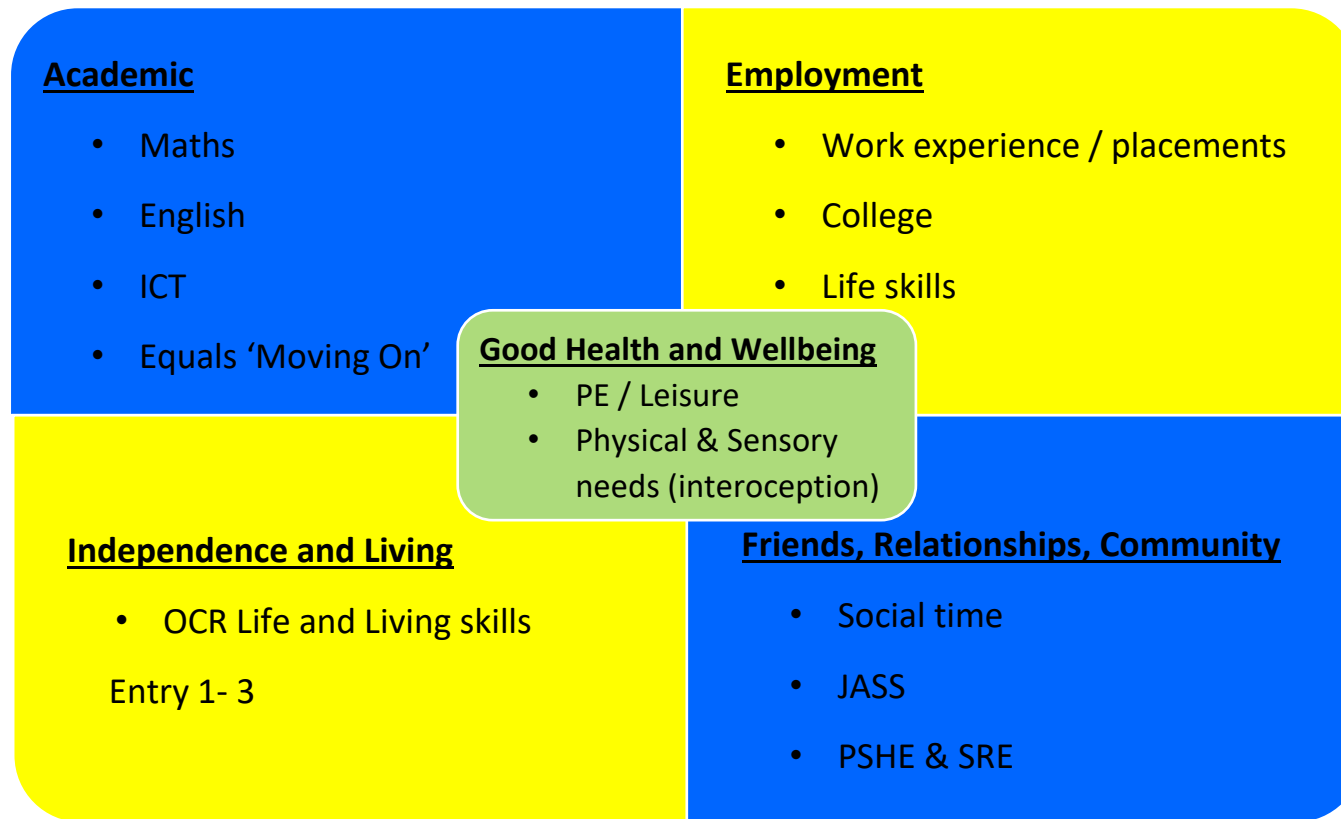 Academic
• Maths
• English
• ICT
• Equals ‘Moving On’
Employment
• Work experience / placements
• College
• Life skills
Good Health and Wellbeing
• PE / Leisure
• Physical & Sensory
needs (interoception)
Independence and Living
• OCR Life and Living skills
Entry 1- 3
Friends, Relationships, Community
• Social time
• JASS
• PSHE & SRE